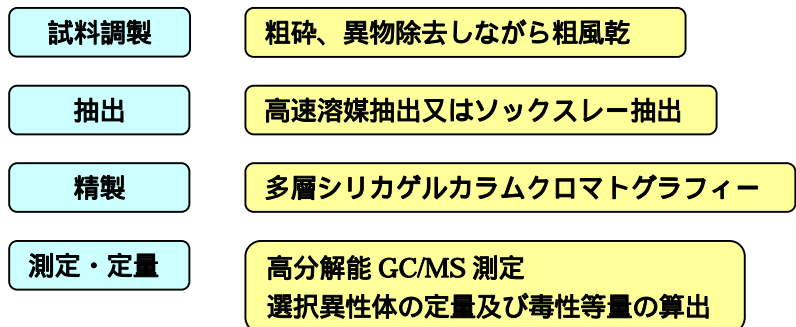 試料調製
粗砕、異物除去しながら粗風乾
抽出
高速溶媒抽出又はソックスレー抽出
精製
多層シリカゲルカラムクロマトグラフィー
測定・定量
高分解能 GC/MS 測定
選択異性体の定量及び毒性等量の算出